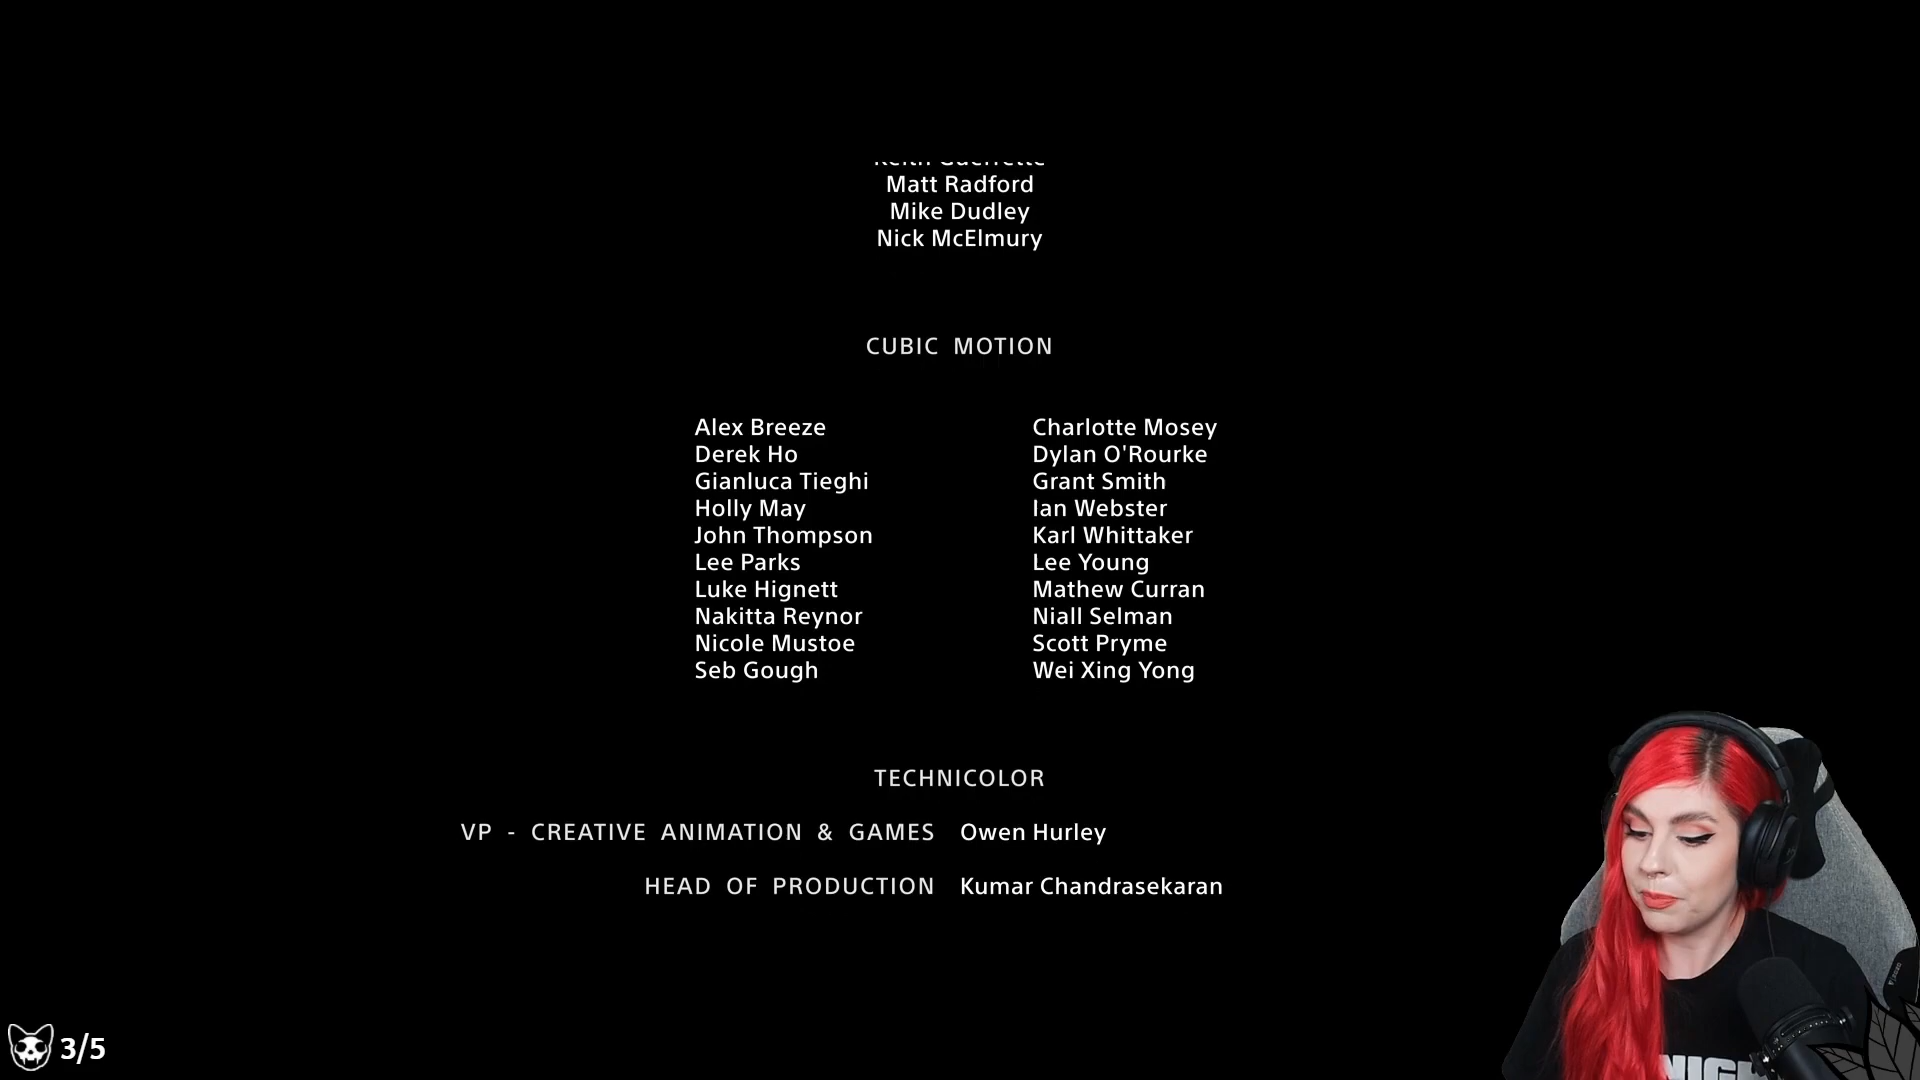 Keith Guerrette
Matt Radford
Mike Dudley
Nick McElmury
CUBIC MOTION
Alex Breeze
Charlotte Mosey
Derek Ho
Dylan O'Rourke
Gianluca Tieghi
Grant Smith
Holly May
Ian Webster
John Thompson
Karl Whittaker
Lee Parks
Lee Young
Luke Hignett
Mathew Curran
Nakitta Reynor
Niall Selman
Nicole Mustoe
Scott Pryme
Seb Gough
Wei Xing Yong
TECHNICOLOR
VP - CREATIVE ANIMATION & GAMES Owen Hurley
HEAD OF PRODUCTION Kumar Chandrasekaran
3/5